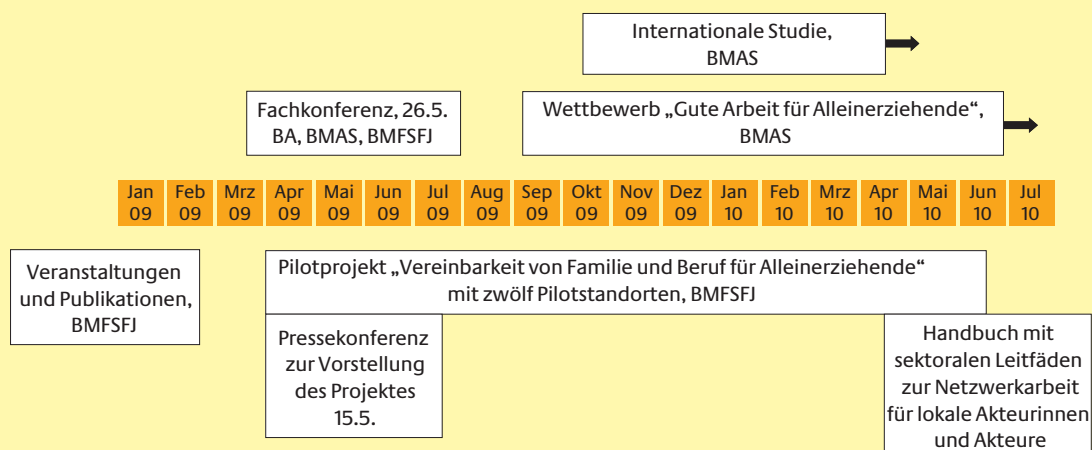 Internationale Studie,
BMAS
Fachkonferenz, 26.5.
BA, BMAS, BMFSFJ
Wettbewerb „Gute Arbeit für Alleinerziehende“,
BMAS
Jan Feb Mrz Apr Mai Jun Jul Aug Sep Okt Nov Dez Jan Feb Mrz Apr Mai Jun Jul
09 09 09 09 09 09 09 09 09 09 09 09 10 10 10 10 10 10 10
Veranstaltungen
und Publikationen,
BMFSFJ
Pilotprojekt „Vereinbarkeit von Familie und Beruf für Alleinerziehende“
mit zwölf Pilotstandorten, BMFSFJ
Pressekonferenz
zur Vorstellung
des Projektes
15.5.
Handbuch mit
sektoralen Leitfäden
zur Netzwerkarbeit
für lokale Akteurinnen
und Akteure